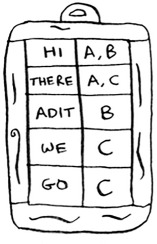 HI A, B
THERE A, C
ADIT B
WE C
GO C